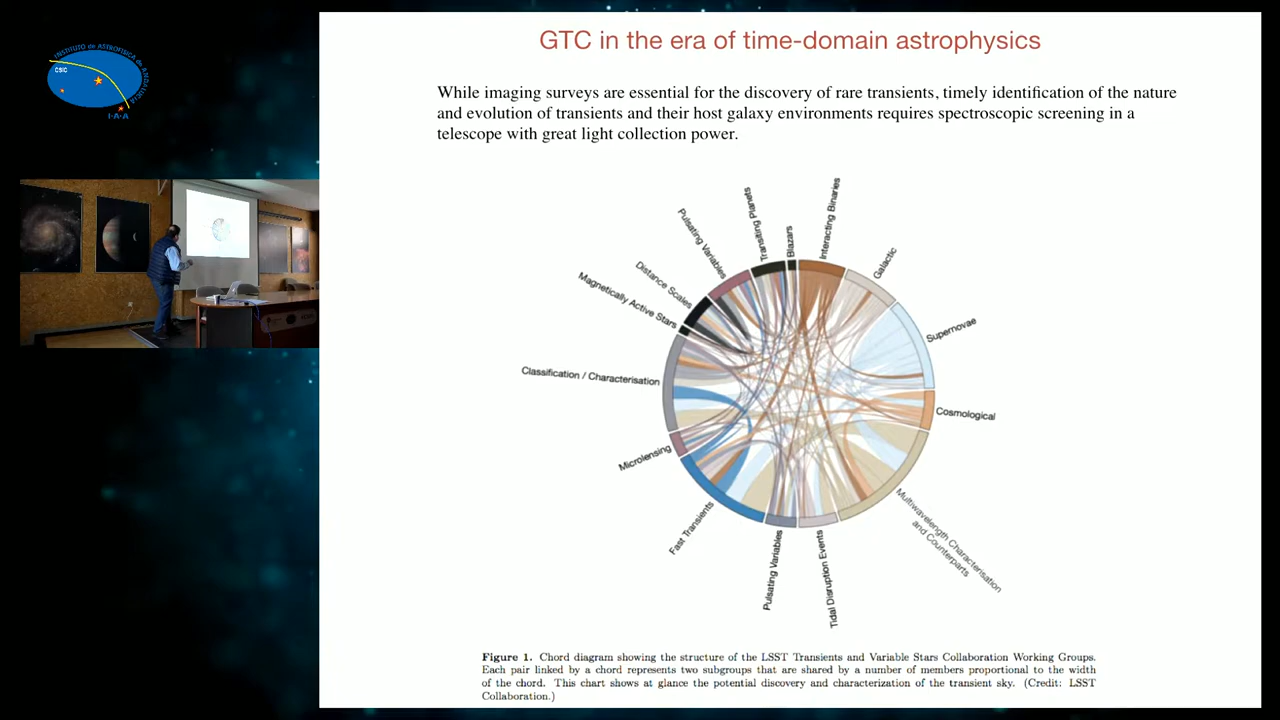 GTC in the era of time-domain astrophysics
INSTITUTO de ASTROFISICA de ANDALUCIA
CSIC
I·A·A
While imaging surveys are essential for the discovery of rare transients, timely identification of the nature
and evolution of transients and their host galaxy environments requires spectroscopic screening in a
telescope with great light collection power.
Interacting Binaries
Galactic
Supernovae
Cosmological
Multiwavelength Characterisation
and Counterparts
Tidal Disruption Events
Pulsating Variables
Fast Transients
Microlensing
Classification / Characterisation
Magnetically Active Stars
Distance Scales
Pulsating Variables
Transiting Planets
Blazars
Figure 1. Chord diagram showing the structure of the LSST Transients and Variable Stars Collaboration Working Groups.
Each pair linked by a chord represents two subgroups that are shared by a number of members proportional to the width
of the chord. This chart shows at glance the potential discovery and characterization of the transient sky. (Credit: LSST
Collaboration.)